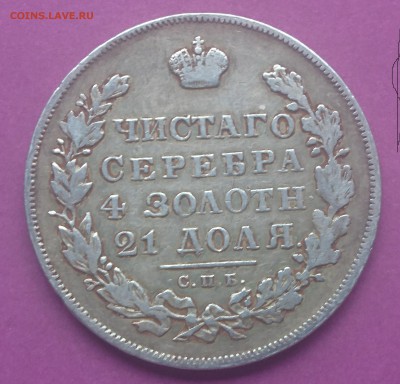 COINS.LAVE.RU
ЧИСТАГО
СЕРЕБРА
4 ЗОЛОТН
21 ДОЛЯ.
С.П.Б.